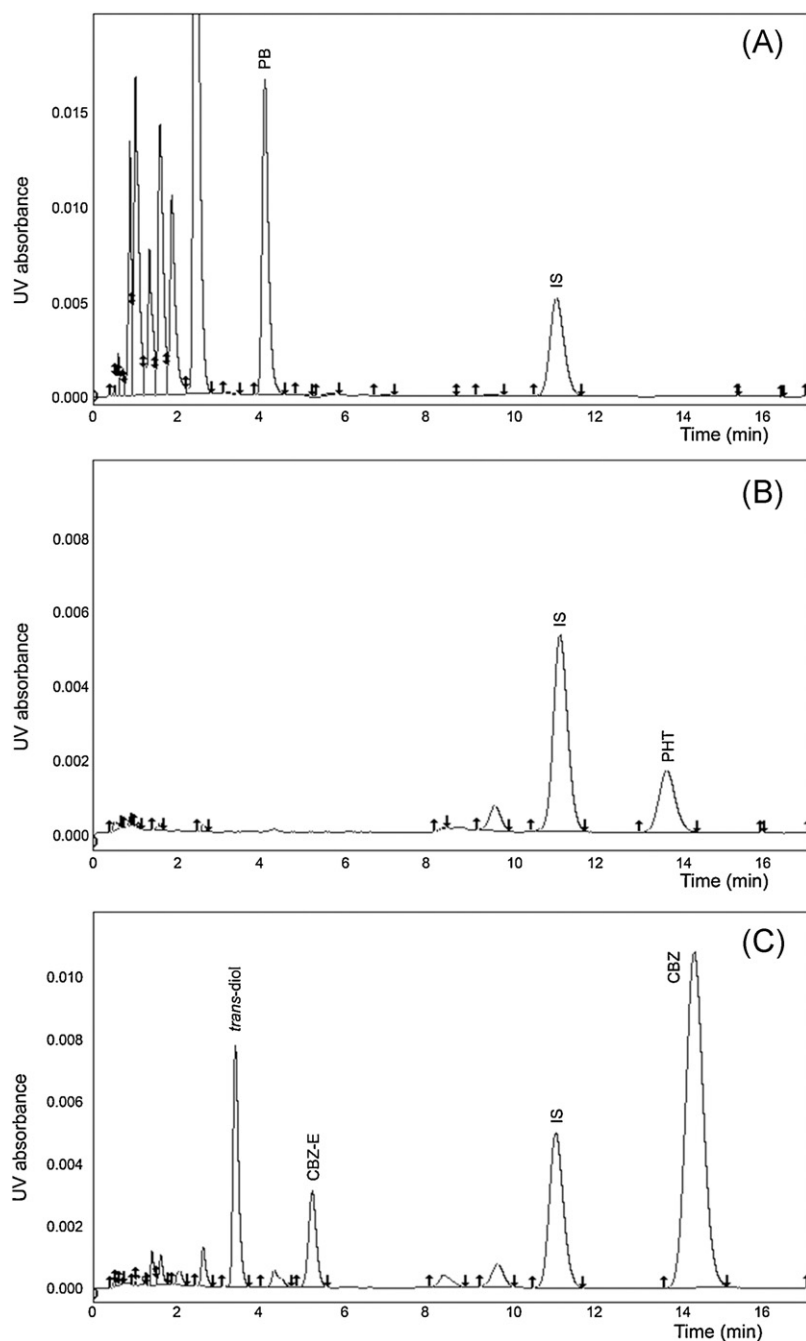 (A)
PB
IS
UV absorbance
0.015
0.010
0.005
0.000
0 2 4 6 8 10 12 14 16
Time (min)
(B)
IS
PHT
UV absorbance
0.008
0.006
0.004
0.002
0.000
0 2 4 6 8 10 12 14 16
Time (min)
(C)
CBZ
trans-diol
IS
CBZ-E
UV absorbance
0.010
0.008
0.006
0.004
0.002
0.000
0 2 4 6 8 10 12 14 16
Time (min)